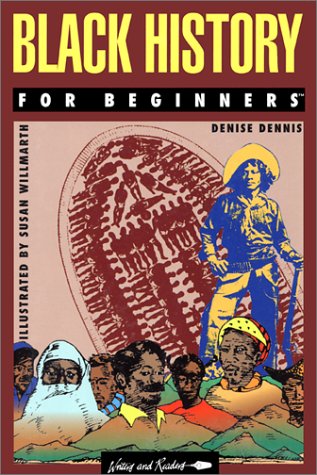 BLACK HISTORY
FOR BEGINNERS™
DENISE DENNIS
ILLUSTRATED BY SUSAN WILLMARTH
Writers and Readers